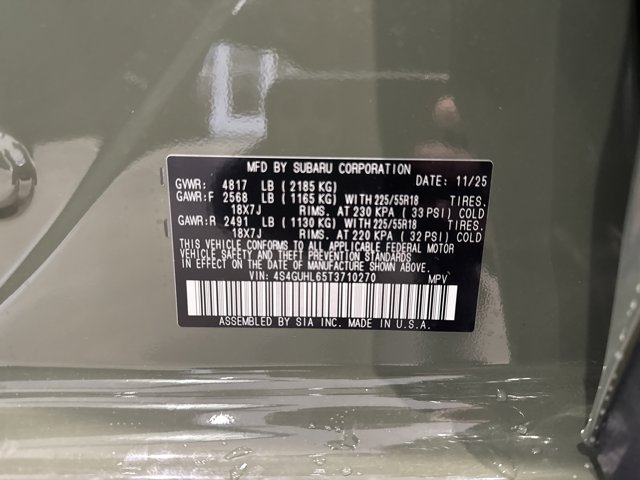 MFD BY SUBARU CORPORATION
GVWR: 4817 LB ( 2185 KG) DATE: 11/25
GAWR:F 2568 LB ( 1165 KG) WITH 225/55R18 TIRES.
18X7J RIMS. AT 230 KPA ( 33 PSI) COLD
GAWR:R 2491 LB ( 1130 KG) WITH 225/55R18 TIRES.
18X7J RIMS. AT 220 KPA ( 32 PSI) COLD
THIS VEHICLE CONFORMS TO ALL APPLICABLE FEDERAL MOTOR
VEHICLE SAFETY AND THEFT PREVENTION STANDARDS
IN EFFECT ON THE DATE OF MANUFACTURE SHOWN ABOVE.
VIN: 4S4GUHL65T3710270 MPV
ASSEMBLED BY SIA INC. MADE IN U.S.A.